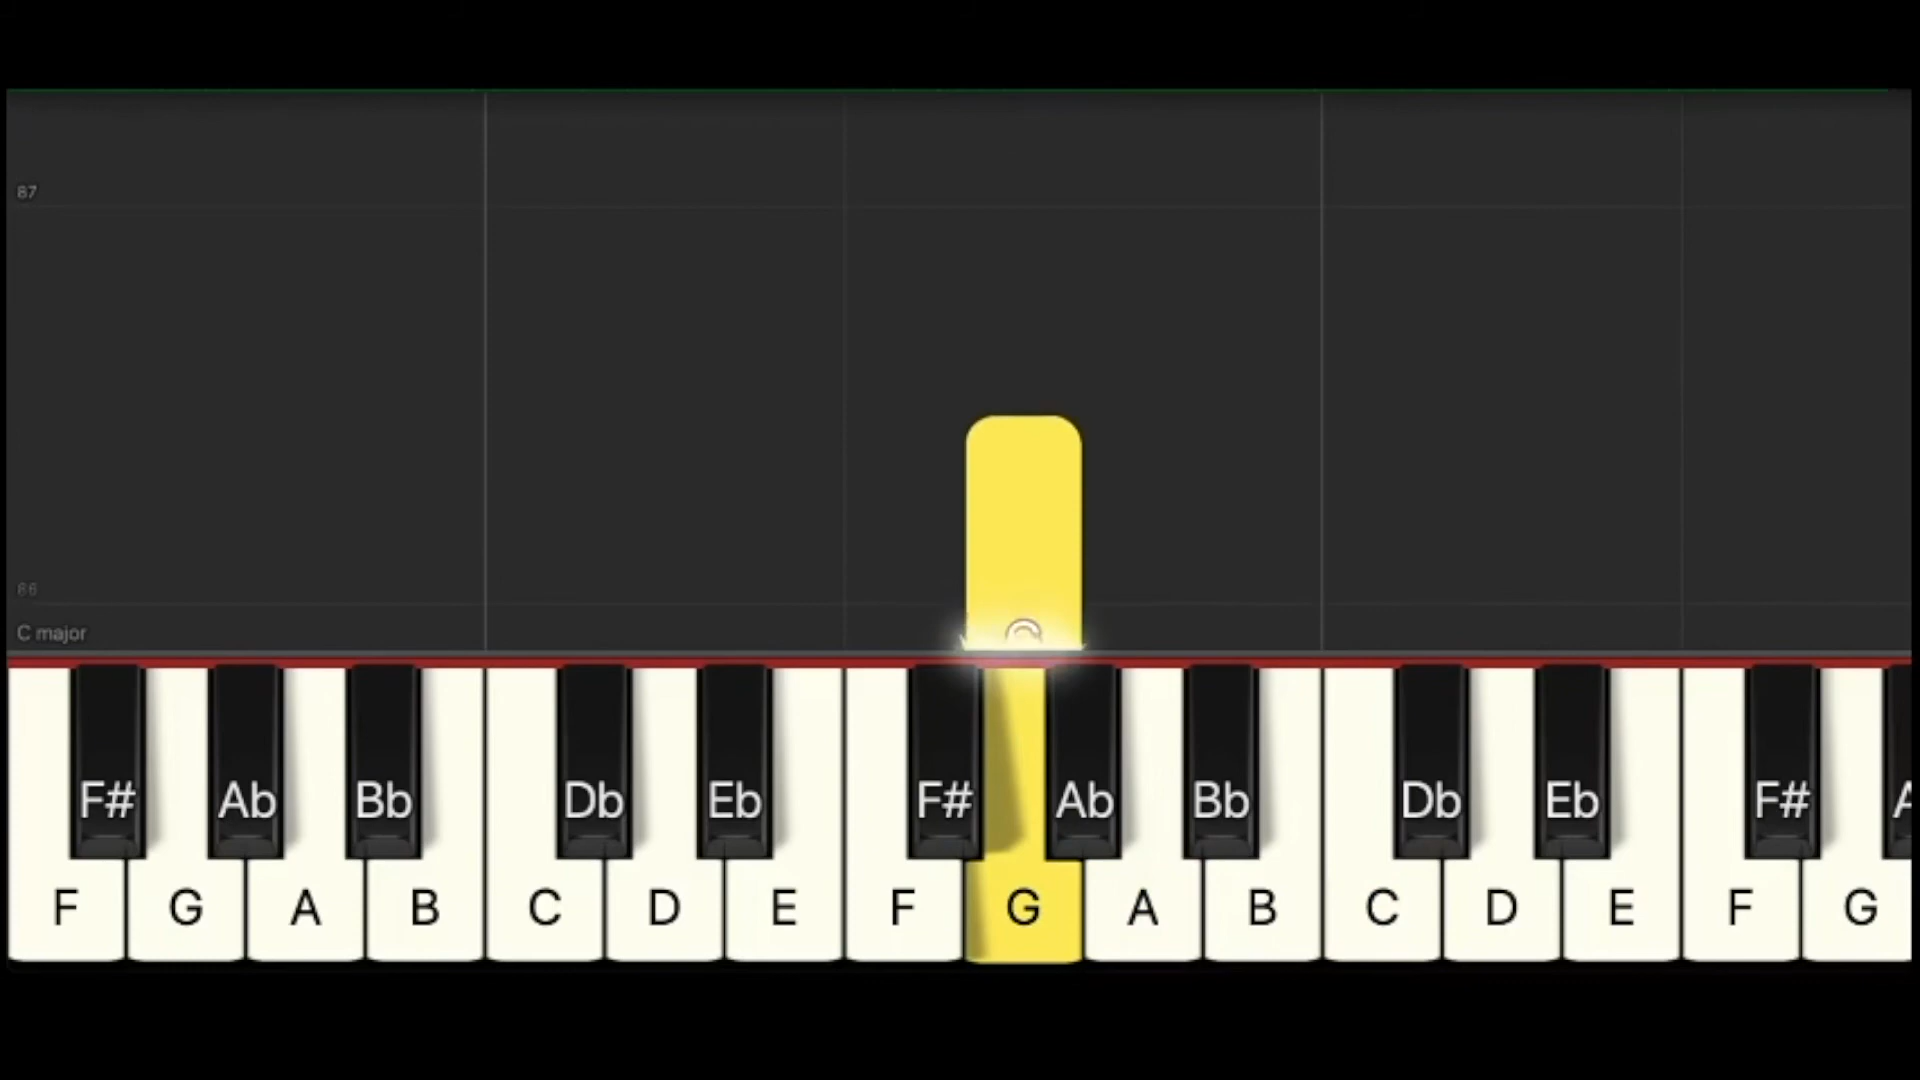 87
86
C major
F# Ab Bb Db Eb F# Ab Bb Db Eb F#
F G A B C D E F G A B C D E F G